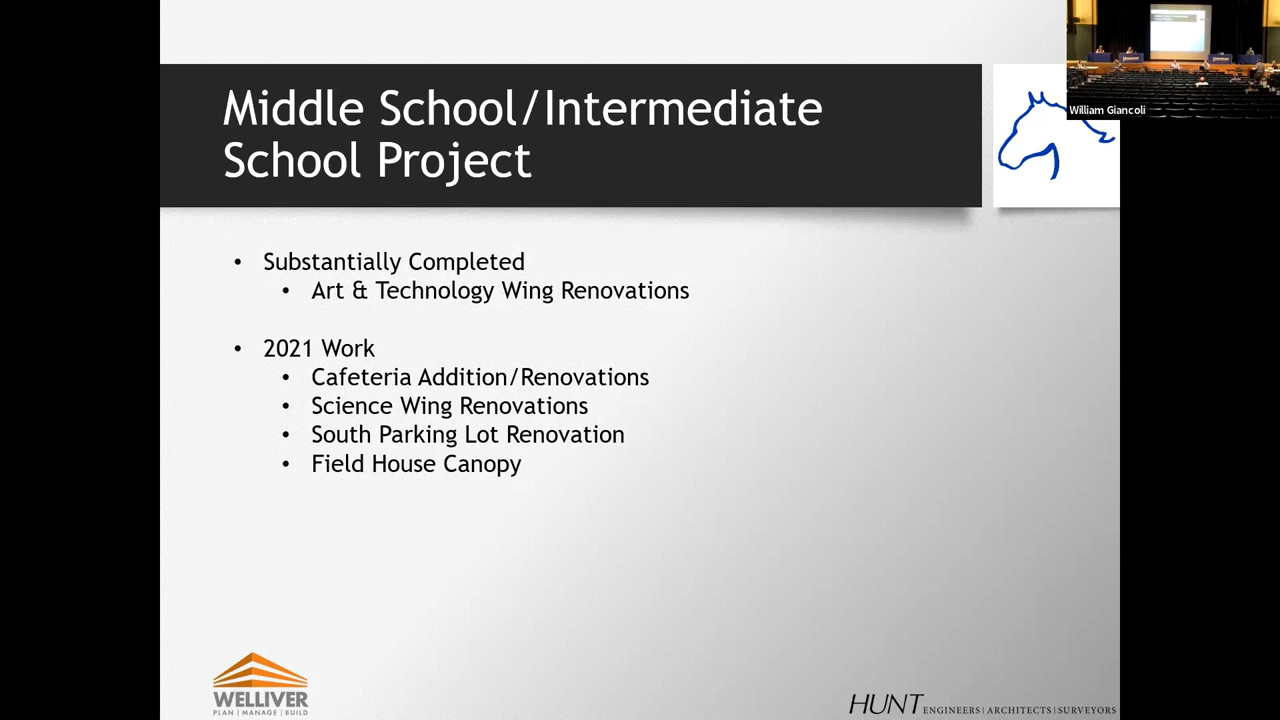 William Giancoli
Middle School/Intermediate
School Project
• Substantially Completed
• Art & Technology Wing Renovations
• 2021 Work
• Cafeteria Addition/Renovations
• Science Wing Renovations
• South Parking Lot Renovation
• Field House Canopy
WELLIVER
PLAN | MANAGE | BUILD
HUNT ENGINEERS | ARCHITECTS | SURVEYORS